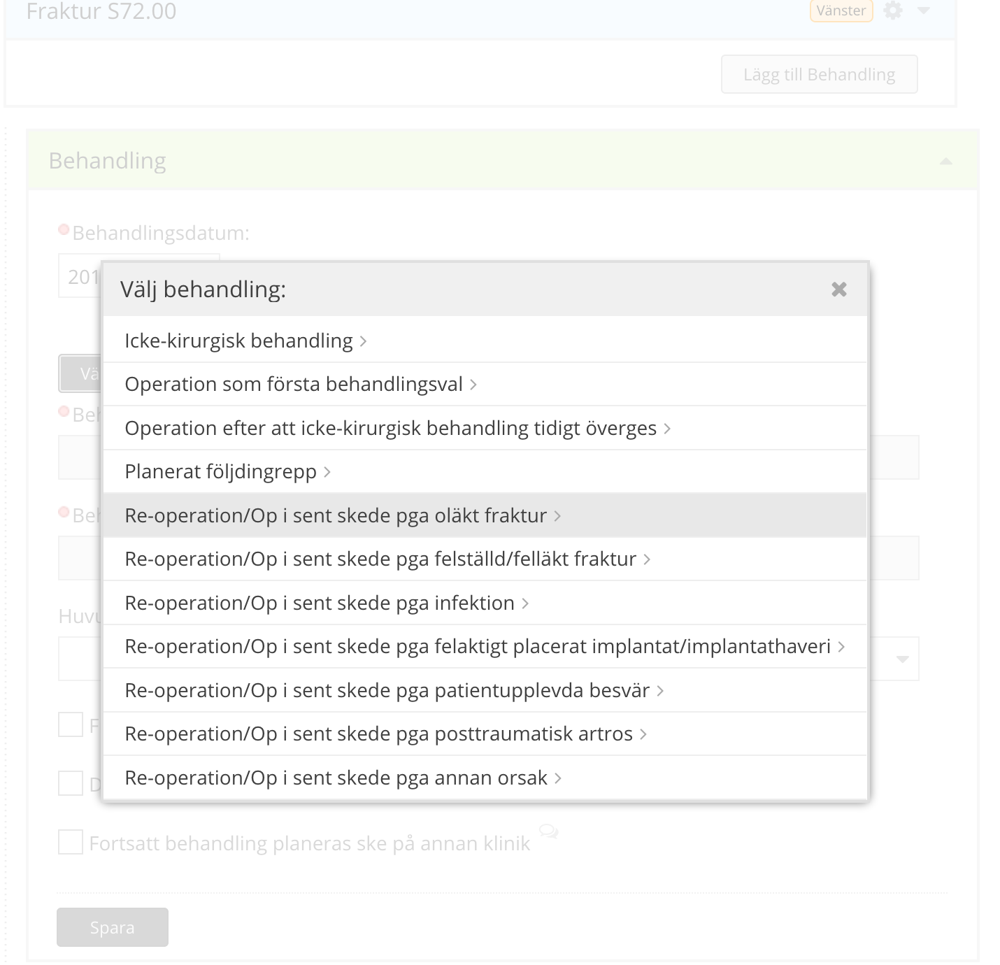 Fraktur S72.00
Vänster
Lägg till Behandling
Behandling
Behandlingsdatum:
201
Välj behandling:
Icke-kirurgisk behandling
Operation som första behandlingsval
Operation efter att icke-kirurgisk behandling tidigt överges
Planerat följdingrepp
Re-operation/Op i sent skede pga oläkt fraktur
Re-operation/Op i sent skede pga felställd/felläkt fraktur
Re-operation/Op i sent skede pga infektion
Re-operation/Op i sent skede pga felaktigt placerat implantat/implantathaveri
Re-operation/Op i sent skede pga patientupplevda besvär
Re-operation/Op i sent skede pga posttraumatisk artros
Re-operation/Op i sent skede pga annan orsak
Fortsatt behandling planeras ske på annan klinik
Spara